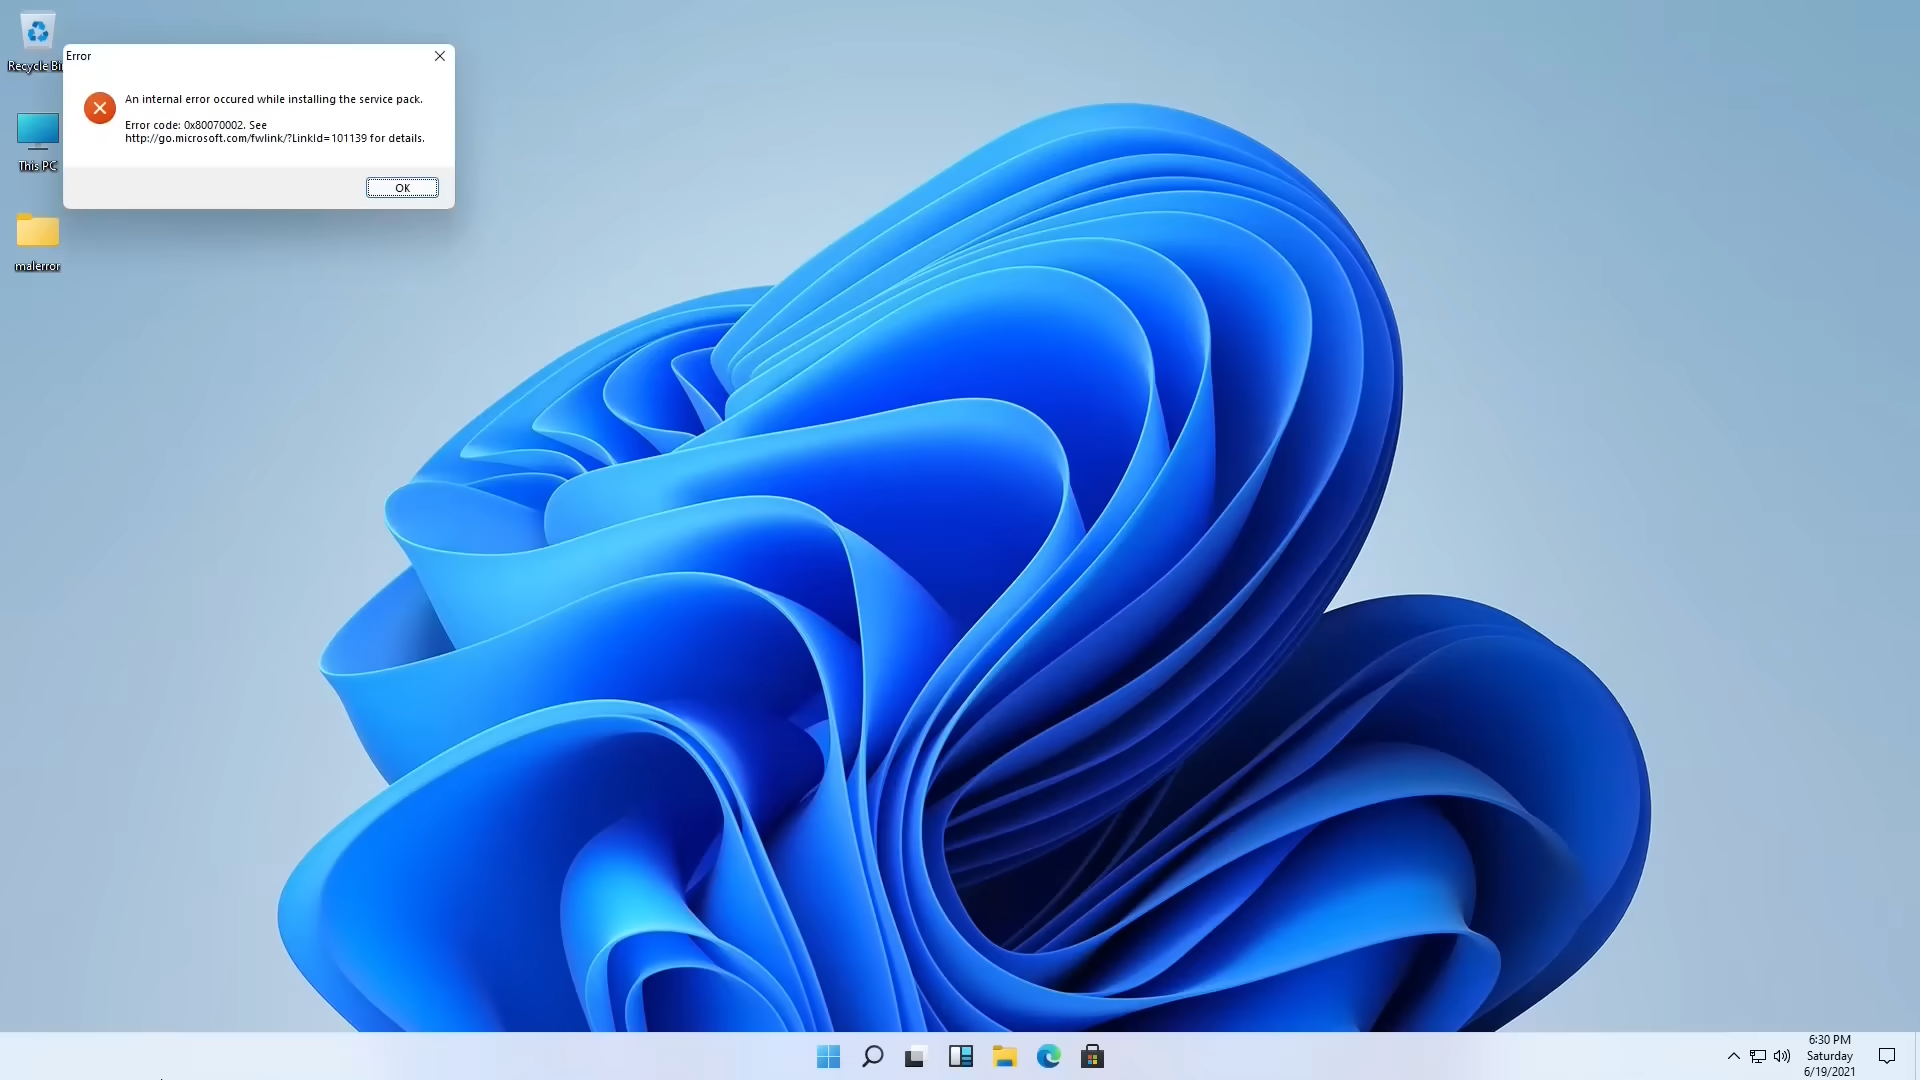 Recycle Bin
Error
An internal error occured while installing the service pack.
Error code: 0x80070002. See
http://go.microsoft.com/fwlink/?LinkId=101139 for details.
OK
This PC
malerror
6:30 PM
Saturday
6/19/2021